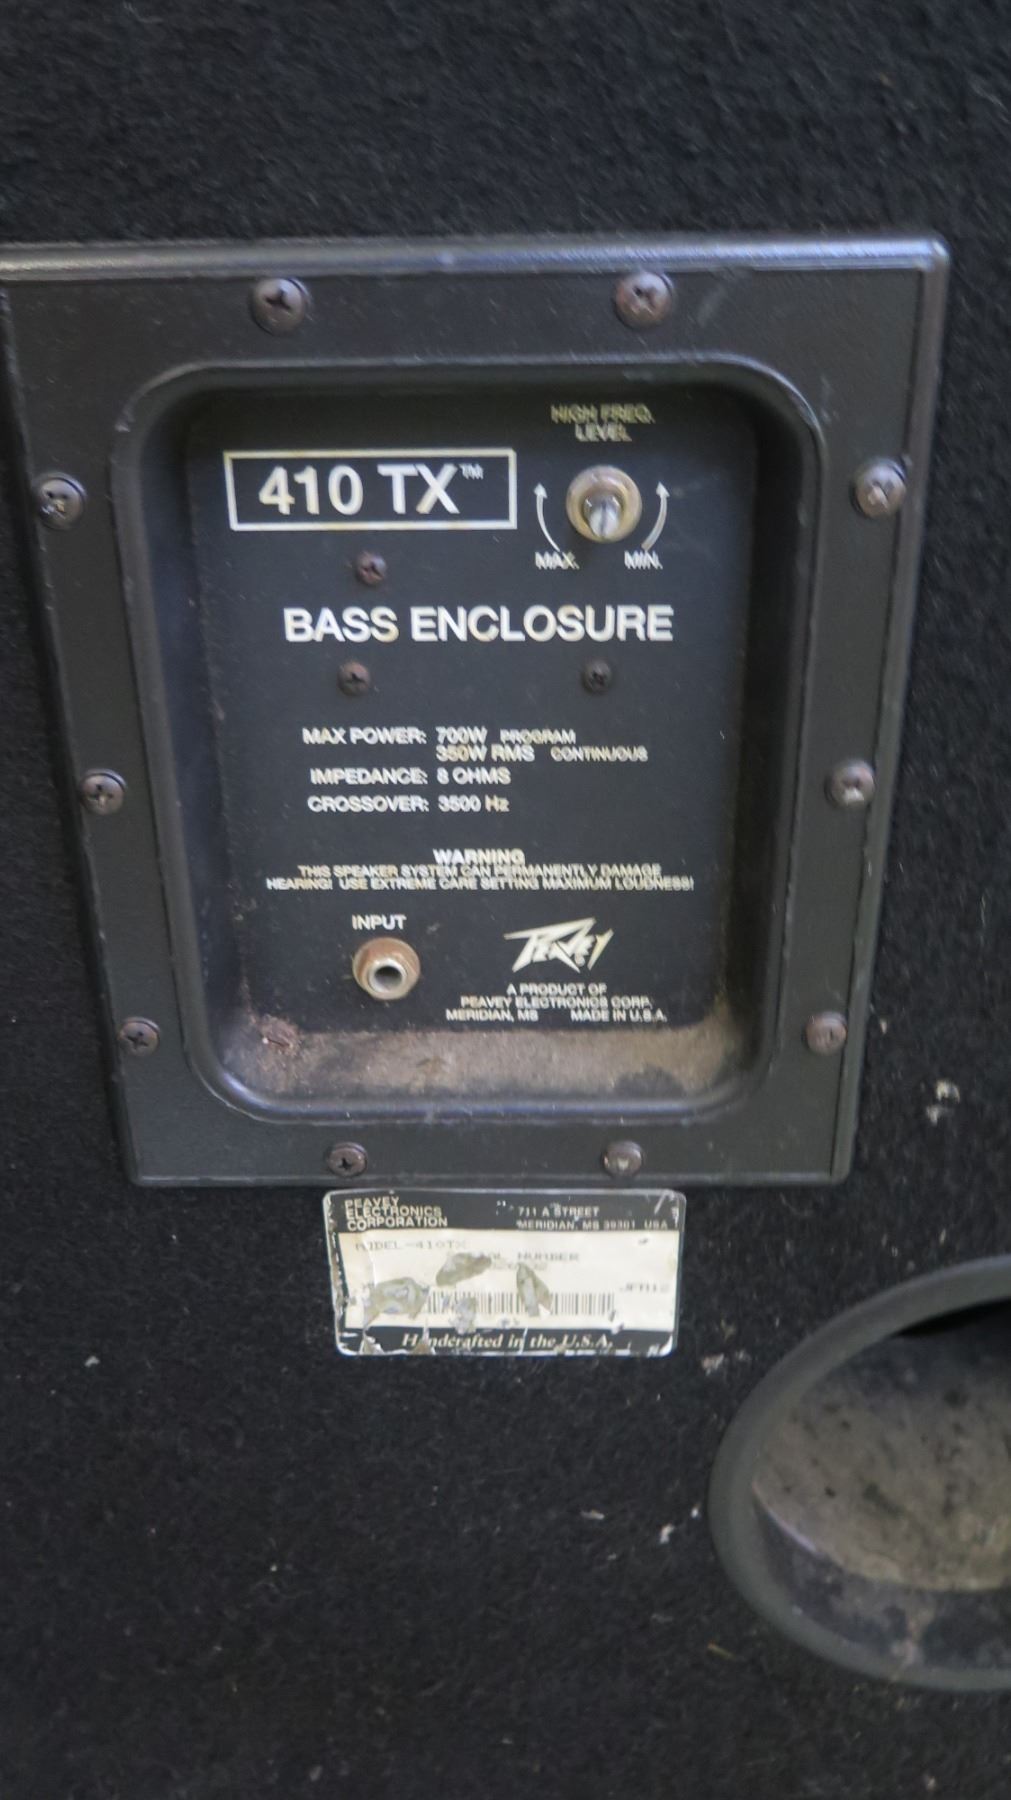 HIGH FREQ.
LEVEL
410 TX™
MAX. MIN.
BASS ENCLOSURE
MAX POWER: 700W PROGRAM
350W RMS CONTINUOUS
IMPEDANCE: 8 OHMS
CROSSOVER: 3500 Hz
WARNING
THIS SPEAKER SYSTEM CAN PERMANENTLY DAMAGE
HEARING! USE EXTREME CARE SETTING MAXIMUM LOUDNESS!
INPUT
PEAVEY
A PRODUCT OF
PEAVEY ELECTRONICS CORP.
MERIDIAN, MS MADE IN U.S.A.
PEAVEY
ELECTRONICS
CORPORATION
711 A STREET
MERIDIAN, MS 39301 USA
MODEL-410TX
NUMBER
Handcrafted in the U.S.A.